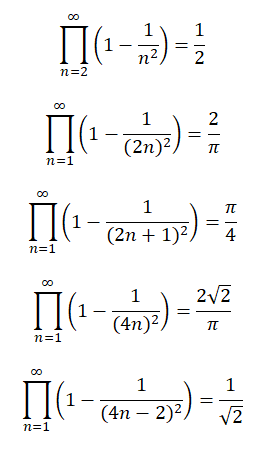 ∏_{n=2}^{∞} (1 − 1/n²) = 1/2
∏_{n=1}^{∞} (1 − 1/(2n)²) = 2/π
∏_{n=1}^{∞} (1 − 1/(2n + 1)²) = π/4
∏_{n=1}^{∞} (1 − 1/(4n)²) = 2√2/π
∏_{n=1}^{∞} (1 − 1/(4n − 2)²) = 1/√2